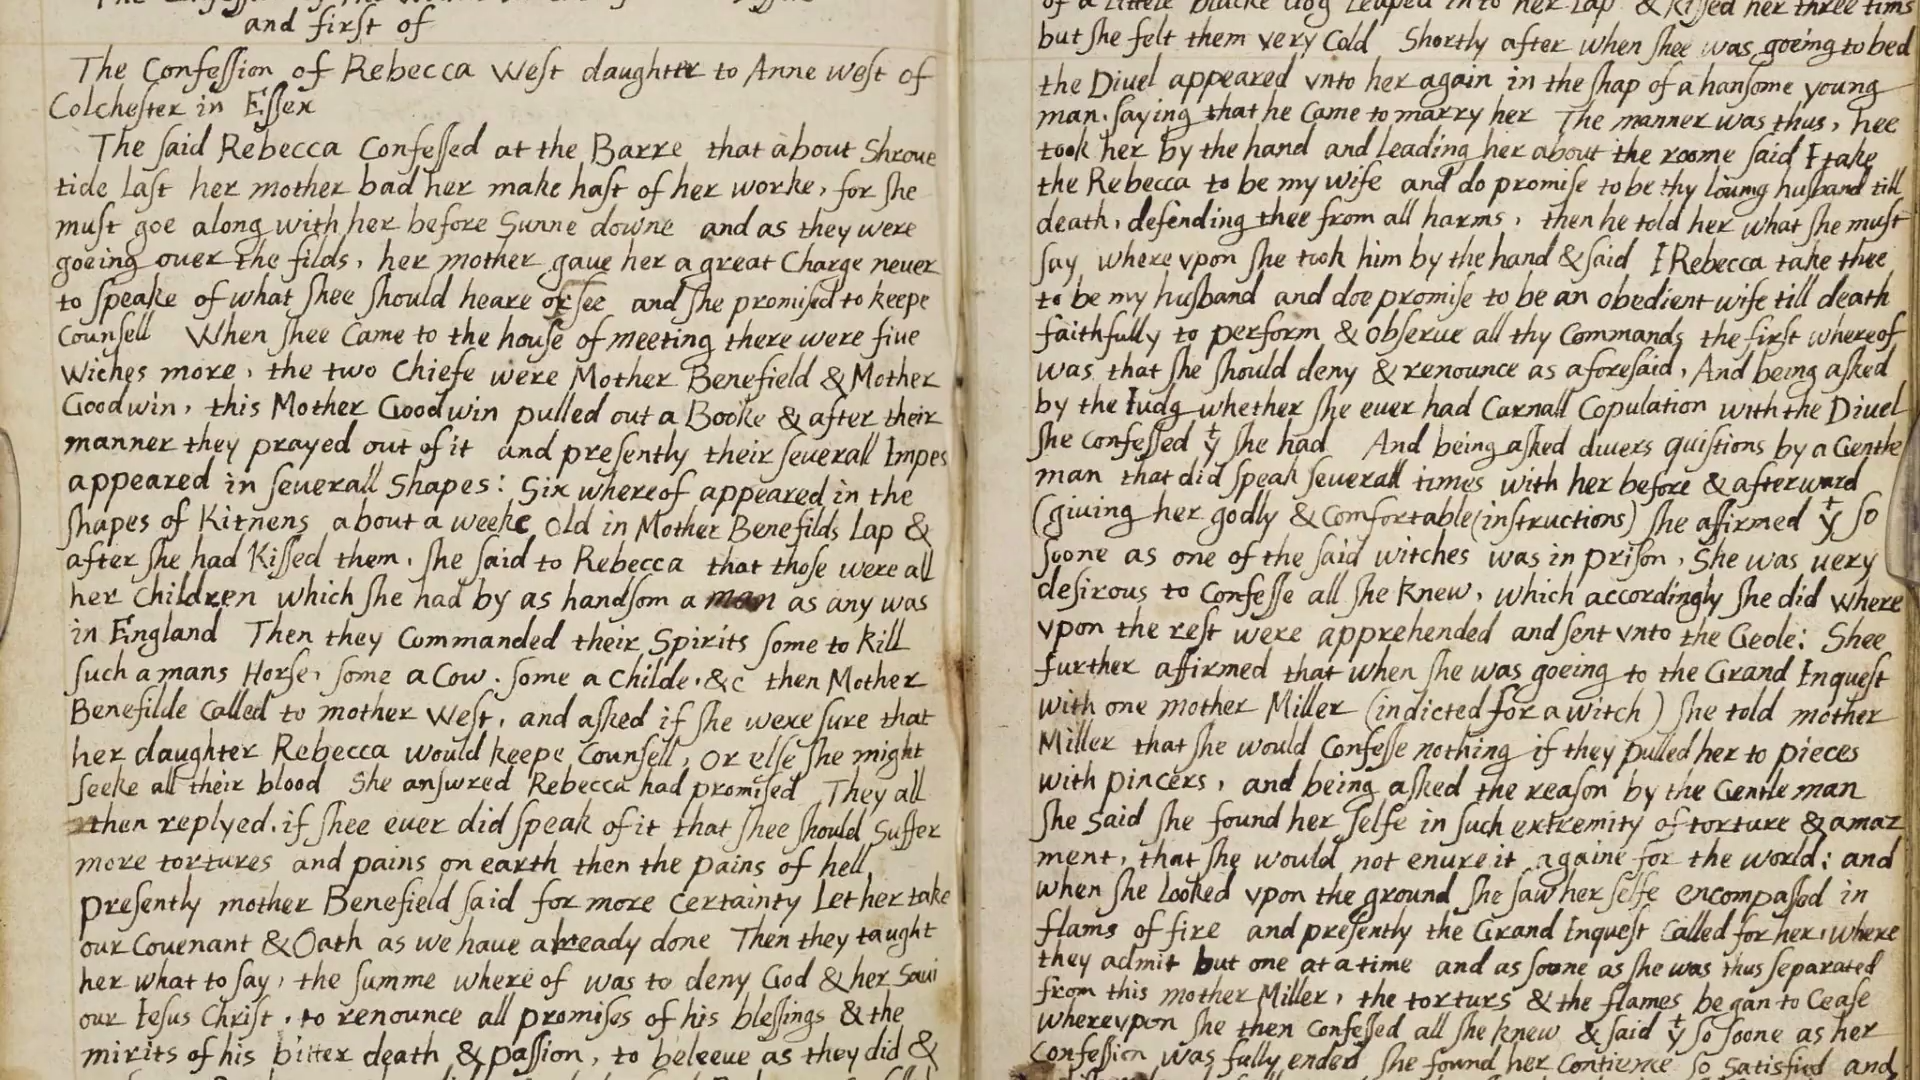 and first of
The Confeſſion of Rebecca Weſt daughter to Anne weſt of
Colcheſter in Eſſex
The ſaid Rebecca Confeſſed at the Barre that about Shroue
tide laſt her mother bad her make haſt of her worke, for ſhe
muſt goe along with her before Sunne downe and as they were
goeing ouer the filds, her mother gaue her a great Charge neuer
to ſpeake of what ſhee ſhould heare or ſee and ſhe promiſed to keepe
Counſell When ſhee Came to the houſe of meeting there were fiue
Wiches more, the two Chiefe were Mother Benefield & Mother
Goodwin, this Mother Goodwin pulled out a Booke & after their
manner they prayed out of it and preſently their ſeuerall Impes
appeared in ſeuerall Shapes: Six whereof appeared in the
ſhapes of Kitnens about a weeke Old in Mother Benefilds Lap &
after ſhe had Kiſſed them, ſhe ſaid to Rebecca that thoſe were all
her Children which ſhe had by as handſom a man as any was
in England Then they Commanded their Spirits ſome to kill
ſuch a mans Horſe, ſome a Cow. ſome a Childe, &c then Mother
Benefilde Called to mother Weſt, and aſked if ſhe were ſure that
her daughter Rebecca would keepe Counſell, Or elſe ſhe might
ſeeke all their blood She anſwred Rebecca had promiſed They all
then replyed, if ſhee euer did ſpeak of it that ſhee ſhould Suffer
more tortures and pains on earth then the pains of hell,
preſently mother Benefield ſaid for more certainty Let her take
our Couenant & Oath as we haue already done Then they taught
her what to ſay, the ſumme where of was to deny God & her Saui
our Ieſus Chriſt, to renounce all promiſes of his bleſſings & the
mirits of his bitter death & paſſion, to beleeue as they did &
of a Little blacke dog leaped into her Lap & kiſſed her three tims
but ſhe felt them very Cold Shortly after when ſhee was goeing to bed
the Diuel appeared vnto her again in the ſhap of a hanſome young
man. ſaying that he Came to marry her The manner was thus, hee
took her by the hand and leading her about the roome ſaid I take
the Rebecca to be my wife and do promiſe to be thy louing huſband till
death, defending thee from all harms, then he told her what ſhe muſt
ſay where vpon ſhe took him by the hand & ſaid I Rebecca take thee
to be my huſband and doe promiſe to be an obedient wife till death
faithfully to perform & Obſerue all thy Commands the firſt whereof
was that ſhe ſhould deny & renounce as aforeſaid, And being aſked
by the Iudg whether ſhe euer had Carnall Copulation with the Diuel
ſhe confeſſed yt ſhe had And being aſked diuers quiſtions by a Gentle
man that did ſpeak ſeuerall times with her before & afterward
(giuing her godly & Comfortable (inſtructions) ſhe affirmed yt ſo
ſoone as one of the ſaid witches was in priſon, She was uery
deſirous to Confeſſe all ſhe Knew, which accordingly ſhe did where
vpon the reſt were apprehended and ſent vnto the Geole: Shee
further affirmed that when ſhe was goeing to the Grand Inqueſt
with one mother Miller (indicted for a witch) ſhe told mother
Miller that ſhe would Confeſſe nothing if they pulled her to pieces
with pincers, and being aſked the reaſon by the Gentleman
ſhe said ſhe found her ſelfe in ſuch extremity of torture & amaz
ment, that ſhe would not enure it againe for the world: and
when ſhe looked vpon the ground ſhe ſaw her ſelfe encompaſſed in
flams of fire and preſently the Grand Inqueſt Called for her, where
they admit but one at a time and as ſoone as ſhe was thus ſeparated
from this mother Miller, the torturs & the flames began to Ceaſe
whereupon ſhe then Confeſſed all ſhe knew & ſaid yt ſo ſoone as her
Confeſſion was fully ended ſhe found her Contience ſo Satisfied and